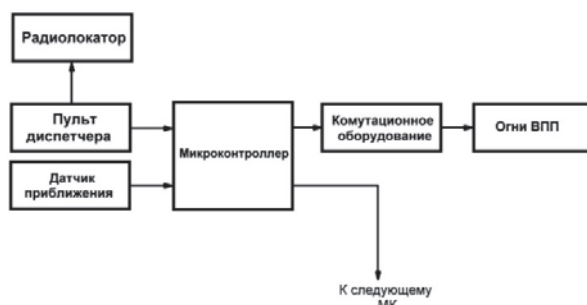 Радиолокатор
Пульт
диспетчера
Датчик
приближения
Микроконтроллер
Комутационное
оборудование
Огни ВПП
К следующему
МК